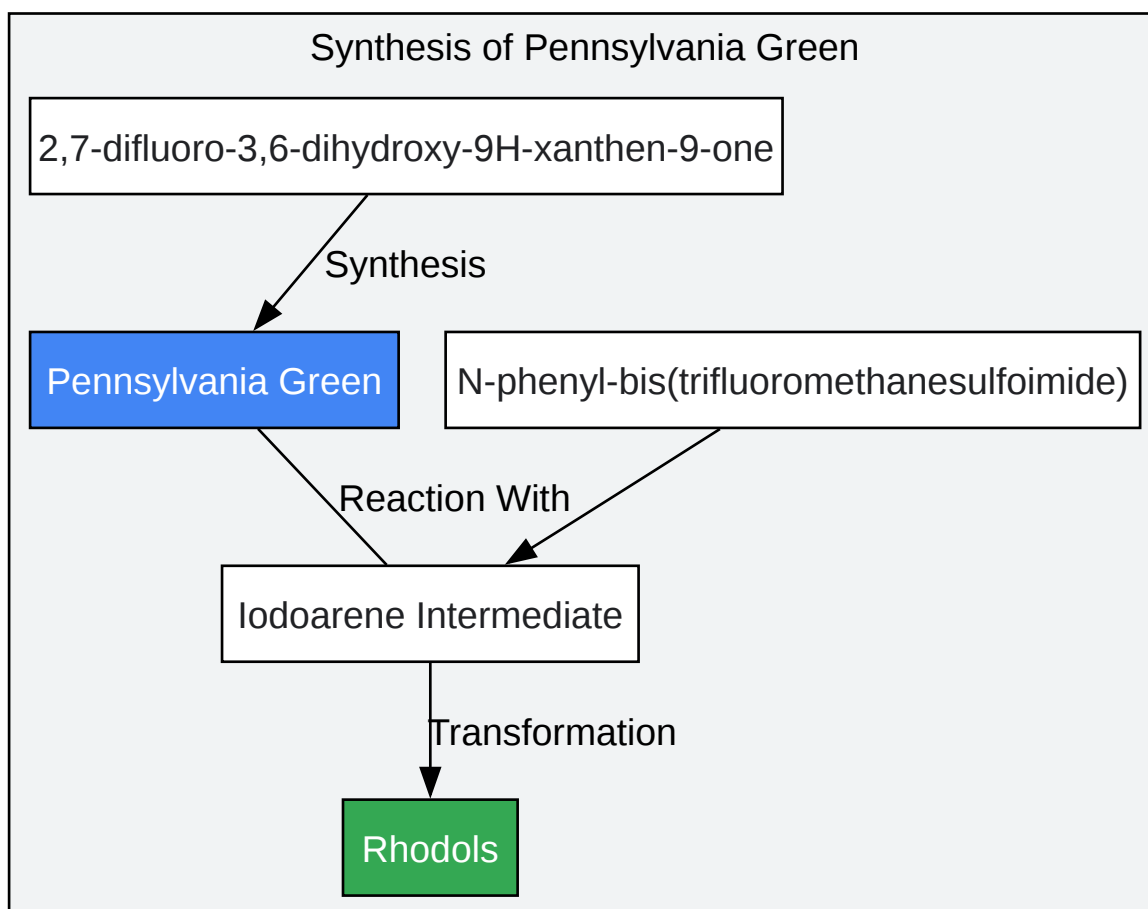 Synthesis of Pennsylvania Green
2,7-difluoro-3,6-dihydroxy-9H-xanthen-9-one
Synthesis
Pennsylvania Green
N-phenyl-bis(trifluoromethanesulfoimide)
Reaction With
Iodoarene Intermediate
Transformation
Rhodols